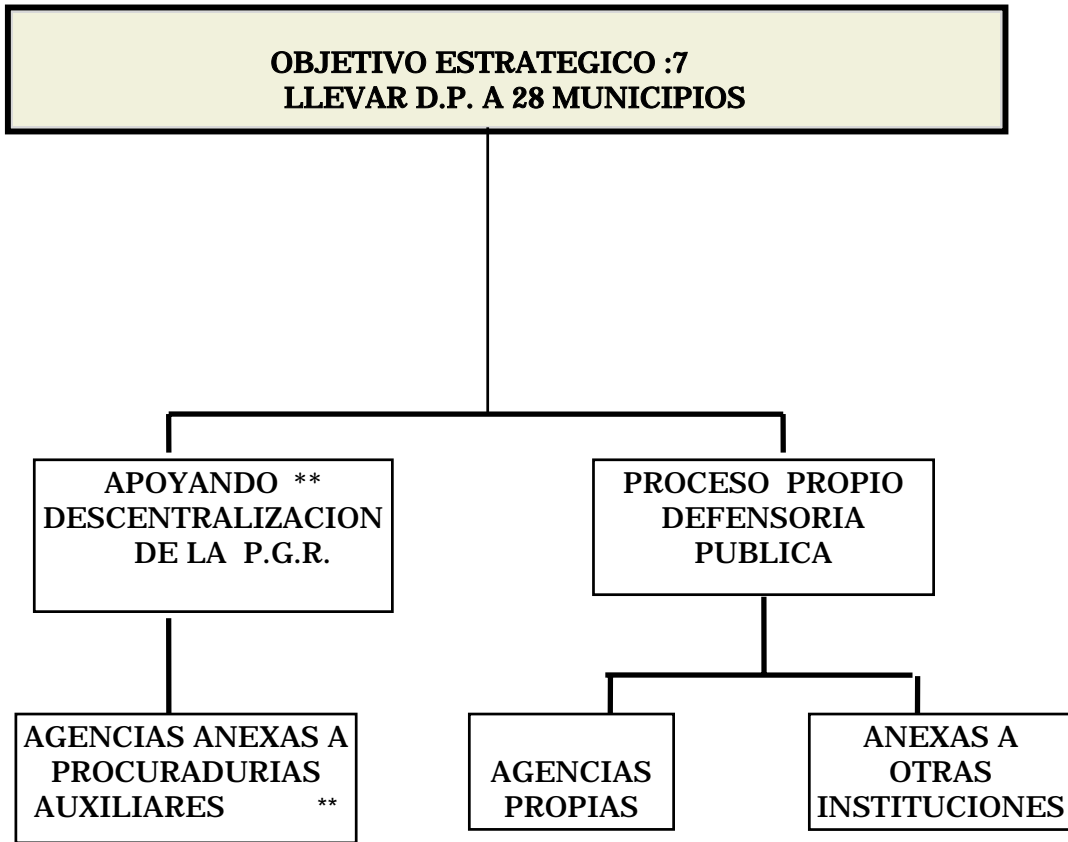 OBJETIVO ESTRATEGICO :7
LLEVAR D.P. A 28 MUNICIPIOS
APOYANDO **
DESCENTRALIZACION
DE LA P.G.R.
PROCESO PROPIO
DEFENSORIA
PUBLICA
AGENCIAS ANEXAS A
PROCURADURIAS
AUXILIARES **
AGENCIAS
PROPIAS
ANEXAS A
OTRAS
INSTITUCIONES